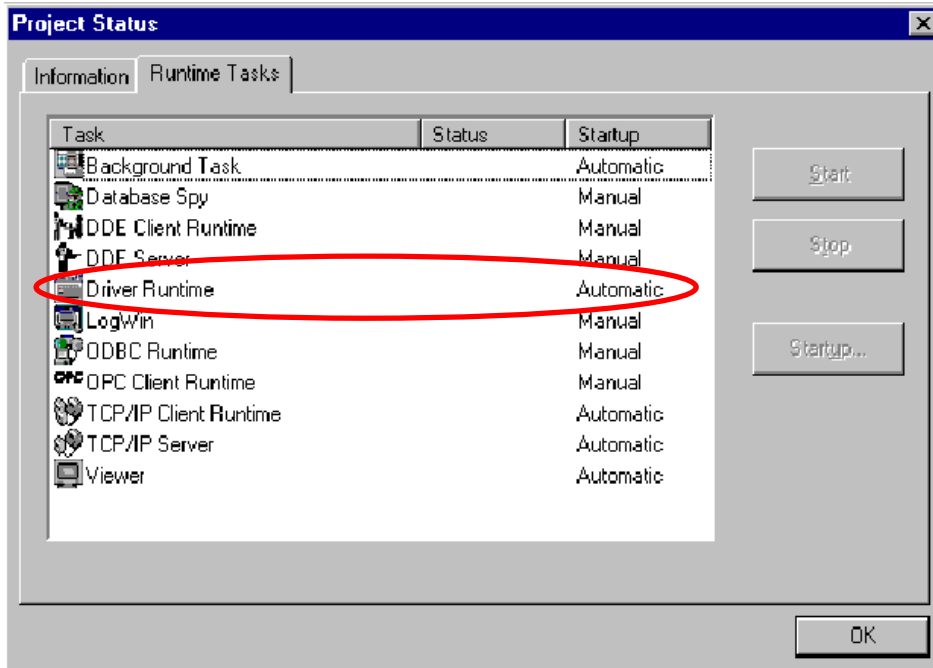 Project Status
Information Runtime Tasks
Task Status Startup
Background Task Automatic
Database Spy Manual
DDE Client Runtime Manual
DDE Server Manual
Driver Runtime Automatic
LogWin Manual
ODBC Runtime Manual
OPC OPC Client Runtime Manual
TCP/IP Client Runtime Automatic
TCP/IP Server Automatic
Viewer Automatic
Start
Stop
Startup...
OK